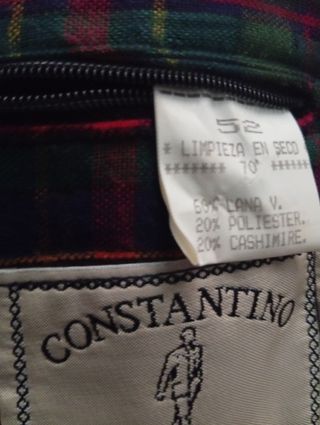 52
* LIMPIEZA EN SECO
******* 70° *******
60% LANA V.
20% POLIESTER.
20% CASHIMIRE.
CONSTANTINO